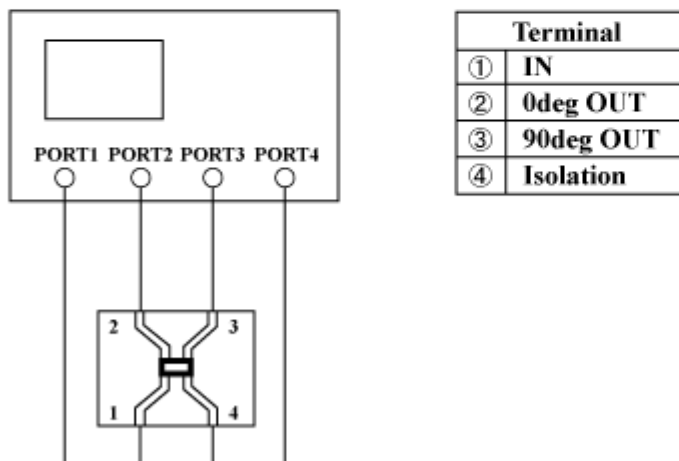 PORT1 PORT2 PORT3 PORT4
2 3
1 4
Terminal
① IN
② 0deg OUT
③ 90deg OUT
④ Isolation